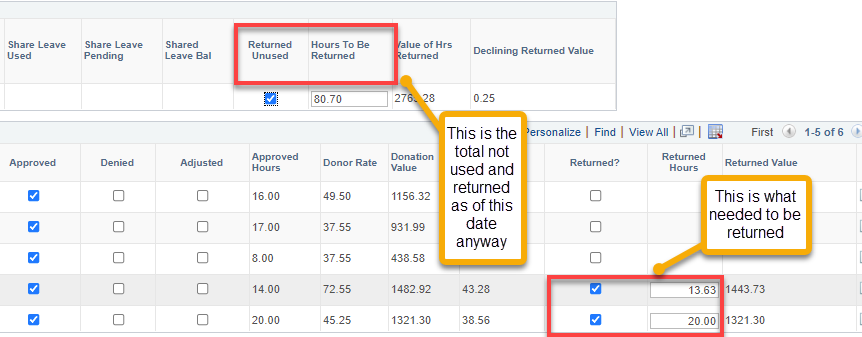 Share Leave Used Share Leave Pending Shared Leave Bal Returned Unused Hours To Be Returned Value of Hrs Returned Declining Returned Value
80.70 0.25
This is the
total not
used and
returned
as of this
date
anyway
Personalize | Find | View All | First 1-5 of 6
Approved Denied Adjusted Approved Hours Donor Rate Donation Value Returned? Returned Hours Returned Value
This is what
needed to be
returned
16.00 49.50 1156.32
17.00 37.55 931.99
8.00 37.55 438.58
14.00 72.55 1482.92 43.28 13.63 1443.73
20.00 45.25 1321.30 38.56 20.00 1321.30